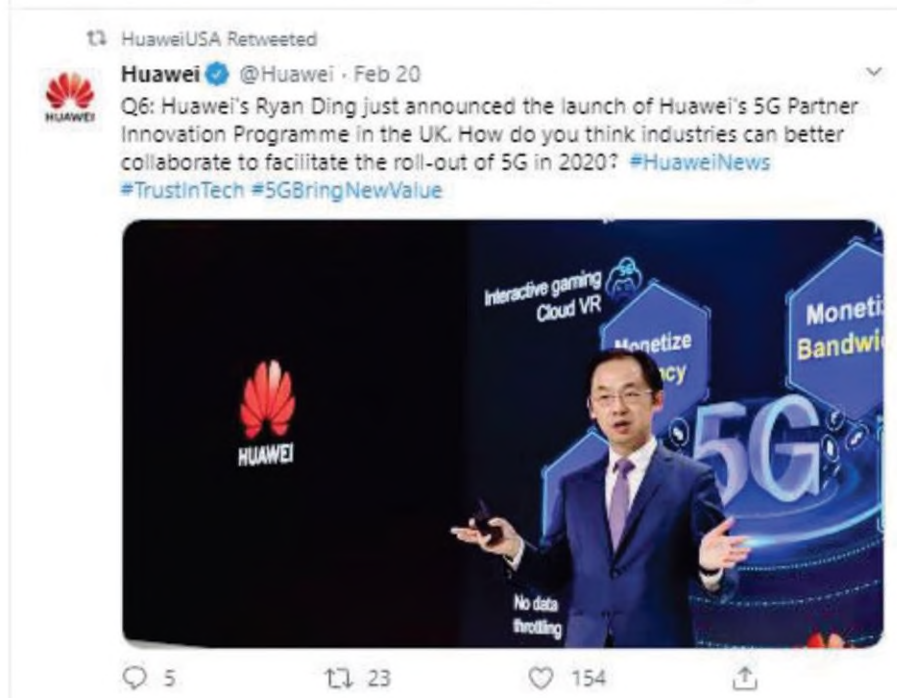 HuaweiUSA Retweeted
Huawei @Huawei · Feb 20
Q6: Huawei's Ryan Ding just announced the launch of Huawei's 5G Partner
Innovation Programme in the UK. How do you think industries can better
collaborate to facilitate the roll-out of 5G in 2020? #HuaweiNews
#TrustInTech #5GBringNewValue
HUAWEI
Interactive gaming
Cloud VR
5G
Monetize
Moneti
Bandwi
5G
HUAWEI
No data
throttling
5 23 154